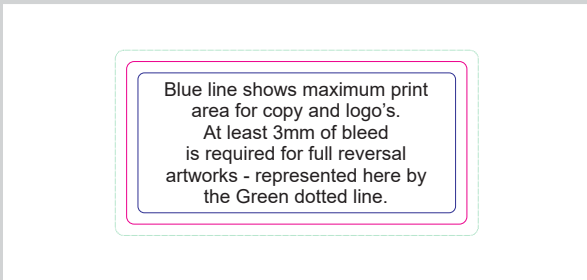 Blue line shows maximum print
area for copy and logo’s.
At least 3mm of bleed
is required for full reversal
artworks - represented here by
the Green dotted line.